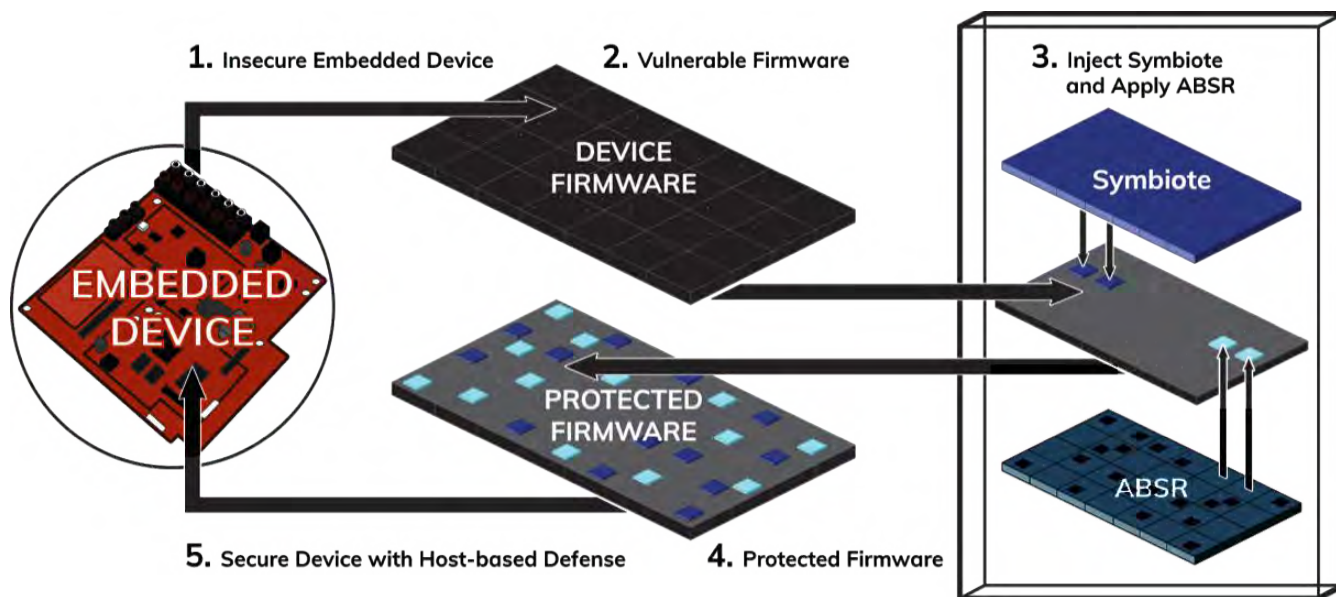 1. Insecure Embedded Device
2. Vulnerable Firmware
3. Inject Symbiote
and Apply ABSR
DEVICE
FIRMWARE
Symbiote
EMBEDDED
DEVICE.
PROTECTED
FIRMWARE
ABSR
5. Secure Device with Host-based Defense
4. Protected Firmware